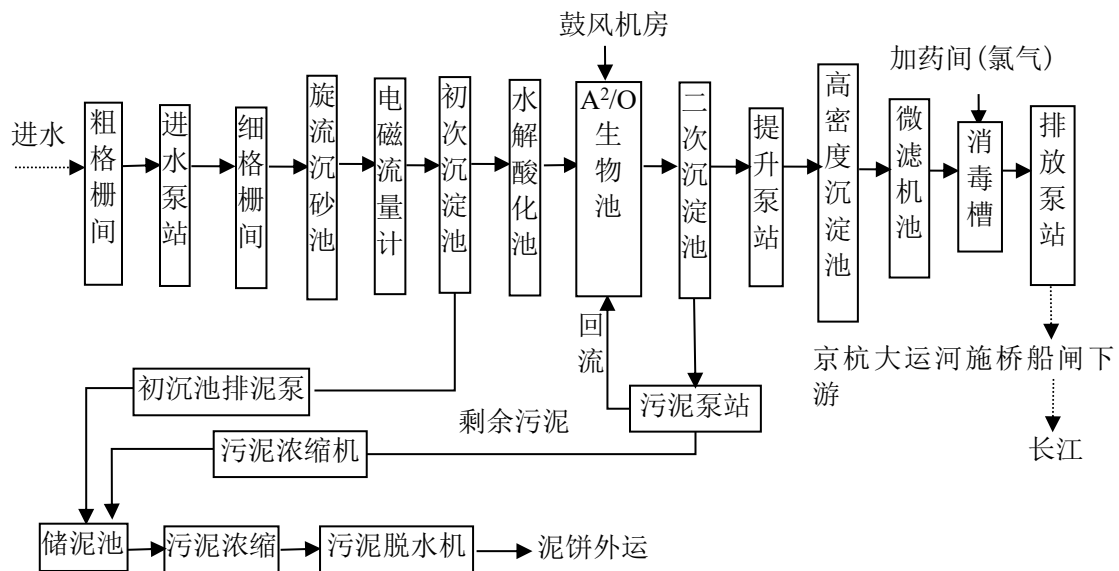 鼓风机房
加药间(氯气)
进水
粗格栅间
进水泵站
细格栅间
旋流沉砂池
电磁流量计
初次沉淀池
水解酸化池
A²/O
生物池
二次沉淀池
提升泵站
高密度沉淀池
微滤机池
消毒槽
排放泵站
回流
京杭大运河施桥船闸下
游
长江
初沉池排泥泵
剩余污泥
污泥泵站
污泥浓缩机
储泥池
污泥浓缩
污泥脱水机
泥饼外运